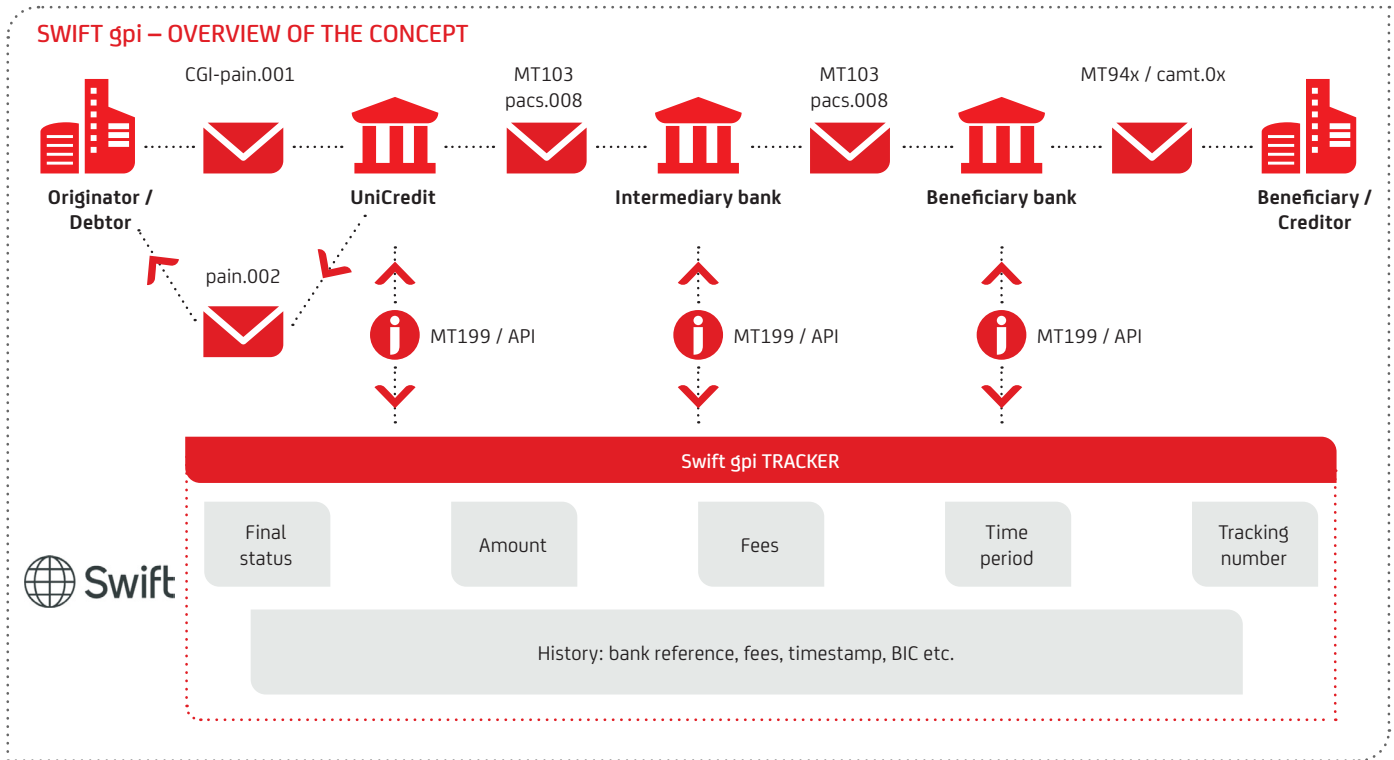 SWIFT gpi – OVERVIEW OF THE CONCEPT
CGI-pain.001
MT103
pacs.008
MT103
pacs.008
MT94x / camt.0x
Originator /
Debtor
UniCredit
Intermediary bank
Beneficiary bank
Beneficiary /
Creditor
pain.002
MT199 / API
MT199 / API
MT199 / API
Swift gpi TRACKER
Final
status
Amount
Fees
Time
period
Tracking
number
Swift
History: bank reference, fees, timestamp, BIC etc.